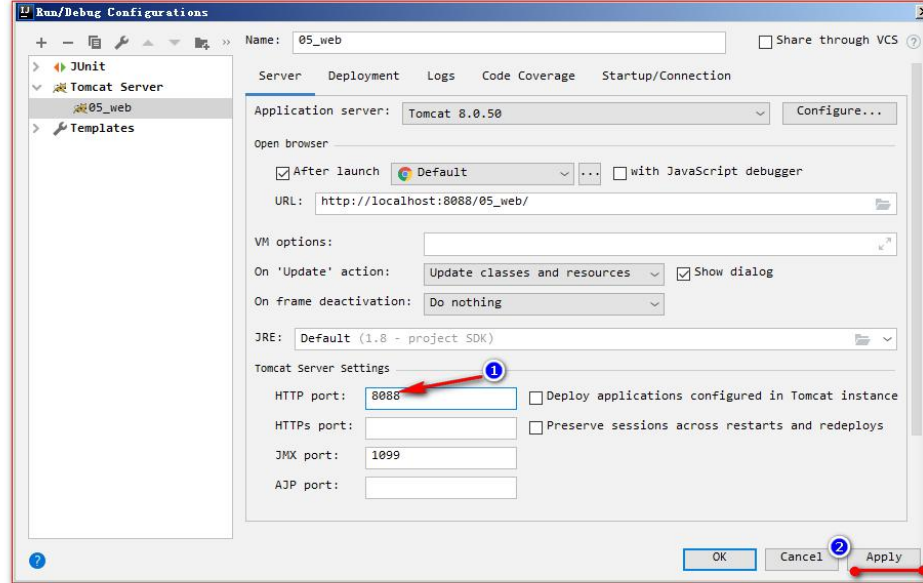 Run/Debug Configurations
Name: 05_web Share through VCS
JUnit
Tomcat Server
05_web
Templates
Server Deployment Logs Code Coverage Startup/Connection
Application server: Tomcat 8.0.50 Configure...
Open browser
After launch Default ... with JavaScript debugger
URL: http://localhost:8088/05_web/
VM options:
On 'Update' action: Update classes and resources Show dialog
On frame deactivation: Do nothing
JRE: Default (1.8 - project SDK)
Tomcat Server Settings 1
HTTP port: 8088 Deploy applications configured in Tomcat instance
HTTPs port: Preserve sessions across restarts and redeploys
JMX port: 1099
AJP port:
2
? OK Cancel Apply